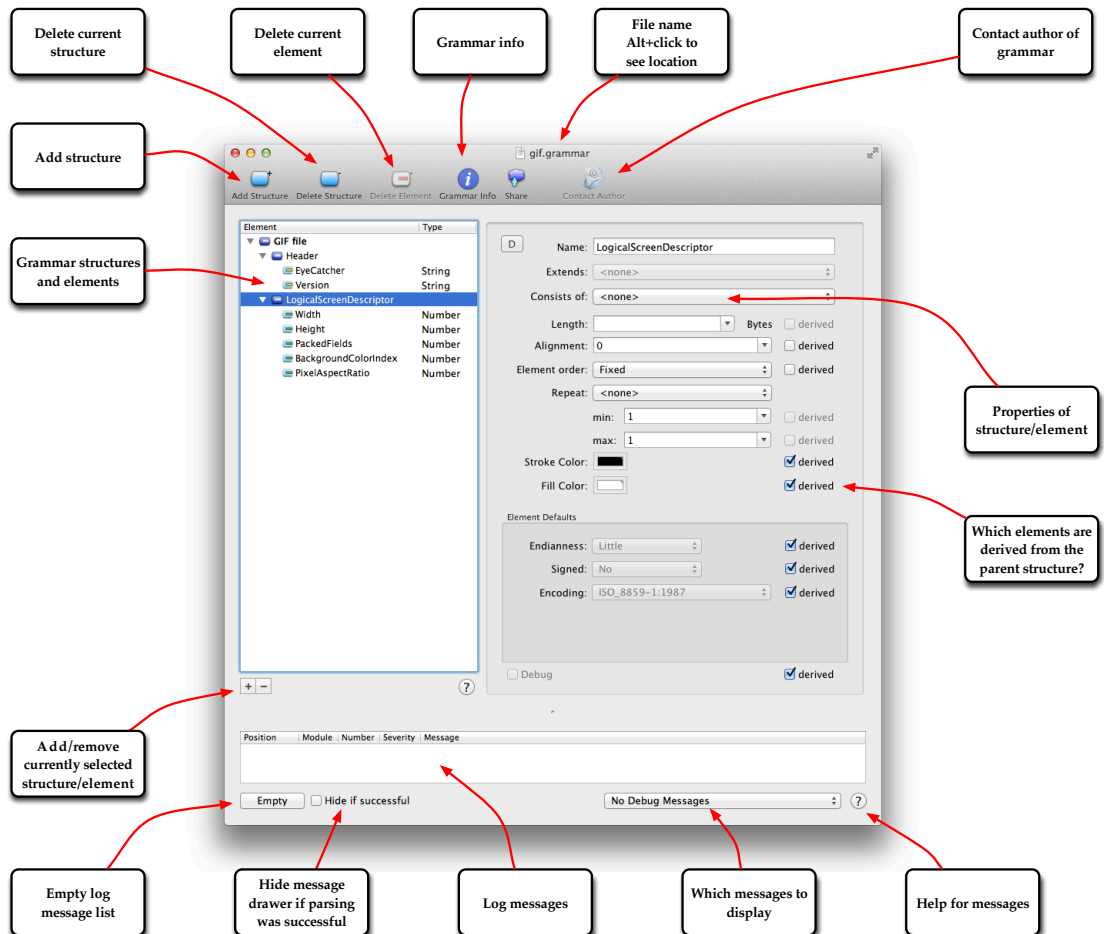 Delete current
structure
Delete current
element
Grammar info
File name
Alt+click to
see location
Contact author of
grammar
Add structure
Grammar structures
and elements
gif.grammar
Add Structure
Delete Structure
Delete Element
Grammar Info
Share
Contact Author
Element Type
GIF file
Header
EyeCatcher String
Version String
LogicalScreenDescriptor
Width Number
Height Number
PackedFields Number
BackgroundColorIndex Number
PixelAspectRatio Number
D
Name: LogicalScreenDescriptor
Extends: <none>
Consists of: <none>
Length: Bytes derived
Alignment: 0 derived
Element order: Fixed derived
Repeat: <none>
min: 1 derived
max: 1 derived
Stroke Color: derived
Fill Color: derived
Element Defaults
Endianness: Little derived
Signed: No derived
Encoding: ISO_8859-1:1987 derived
Debug derived
+ − ?
Properties of
structure/element
Which elements are
derived from the
parent structure?
Position Module Number Severity Message
Empty Hide if successful No Debug Messages ?
Add/remove
currently selected
structure/element
Empty log
message list
Hide message
drawer if parsing
was successful
Log messages
Which messages to
display
Help for messages